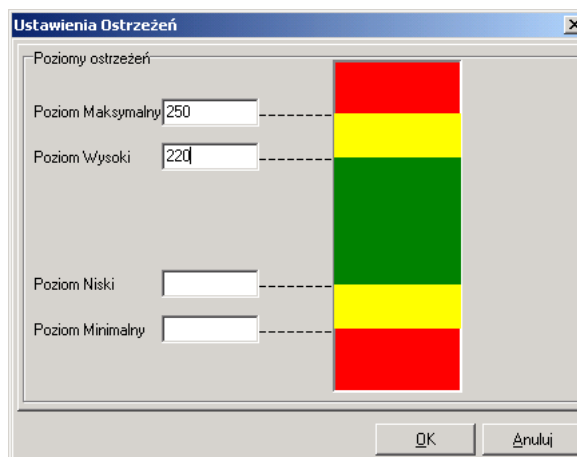 Ustawienia Ostrzeżeń
Poziomy ostrzeżeń
Poziom Maksymalny 250
Poziom Wysoki 220
Poziom Niski
Poziom Minimalny
OK Anuluj